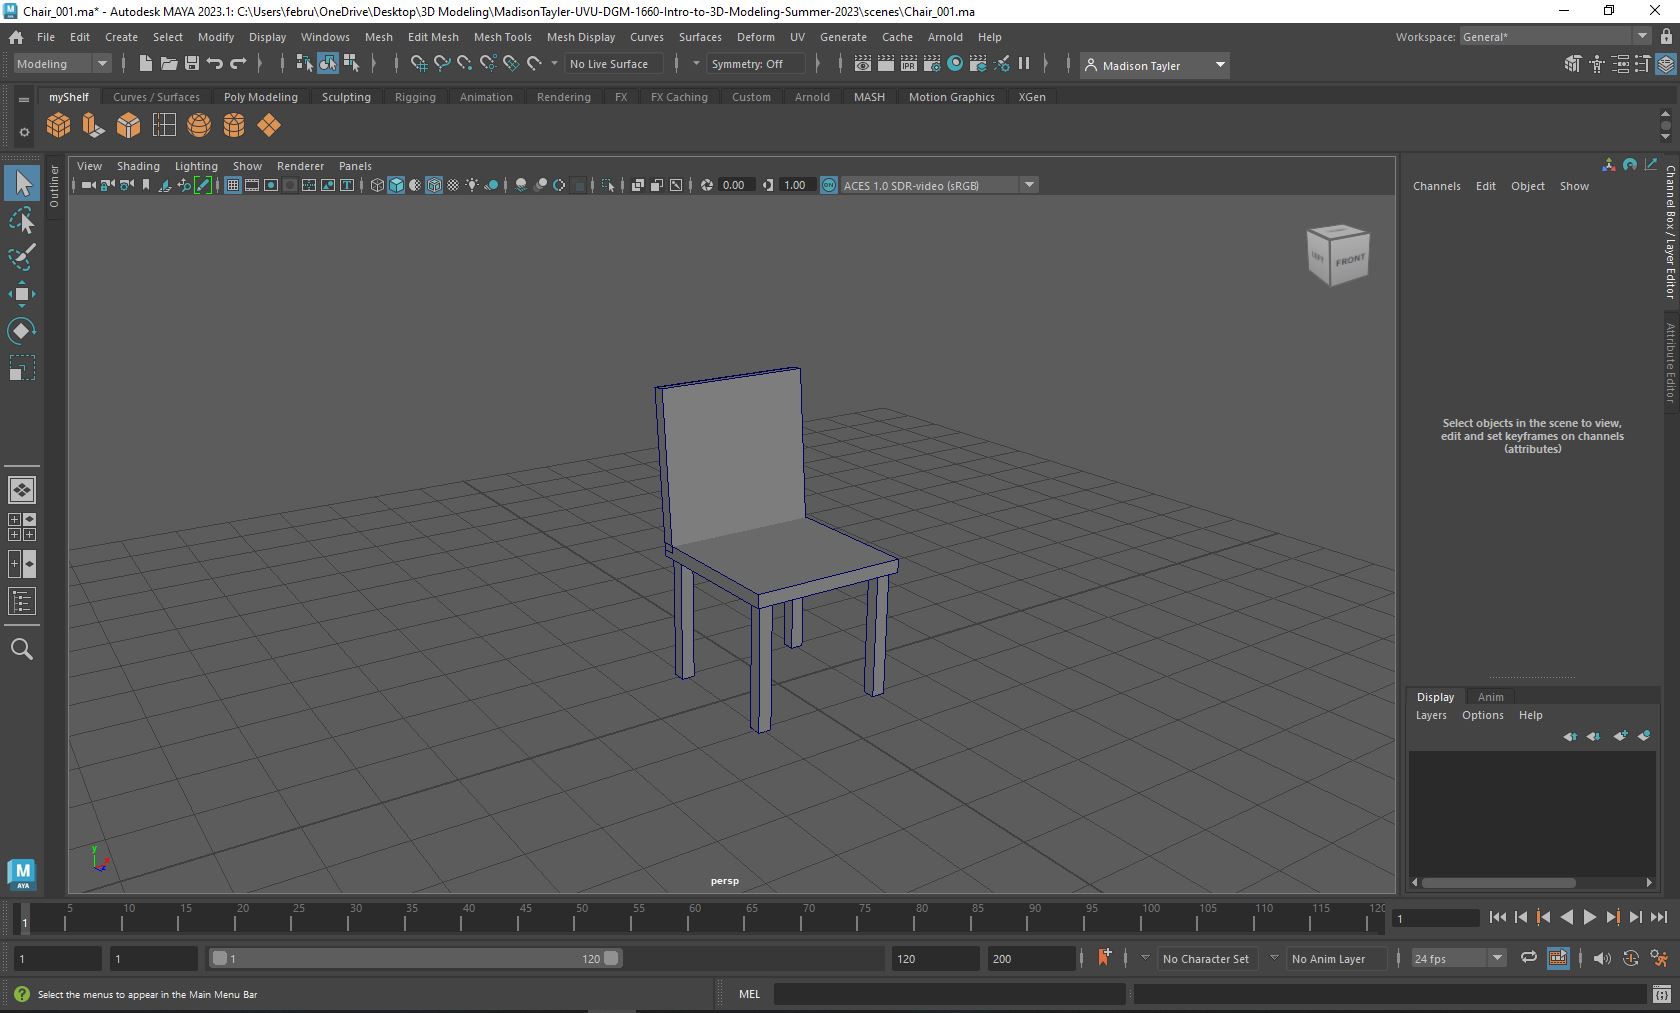 Chair_001.ma* - Autodesk MAYA 2023.1: C:\Users\febru\OneDrive\Desktop\3D Modeling\MadisonTayler-UVU-DGM-1660-Intro-to-3D-Modeling-Summer-2023\scenes\Chair_001.ma
File Edit Create Select Modify Display Windows Mesh Edit Mesh Mesh Tools Mesh Display Curves Surfaces Deform UV Generate Cache Arnold Help Workspace: General*
Modeling No Live Surface Symmetry: Off IPR Madison Tayler
myShelf Curves / Surfaces Poly Modeling Sculpting Rigging Animation Rendering FX FX Caching Custom Arnold MASH Motion Graphics XGen
Outliner
View Shading Lighting Show Renderer Panels
0.00 1.00 ON ACES 1.0 SDR-video (sRGB)
LEFT FRONT
persp
y
x
z
Channels Edit Object Show
Channel Box / Layer Editor
Attribute Editor
Select objects in the scene to view,
edit and set keyframes on channels
(attributes)
Display Anim
Layers Options Help
M
AYA
1 5 10 15 20 25 30 35 40 45 50 55 60 65 70 75 80 85 90 95 100 105 110 115 120 1
1 1 1 120 120 200 No Character Set No Anim Layer 24 fps
Select the menus to appear in the Main Menu Bar MEL